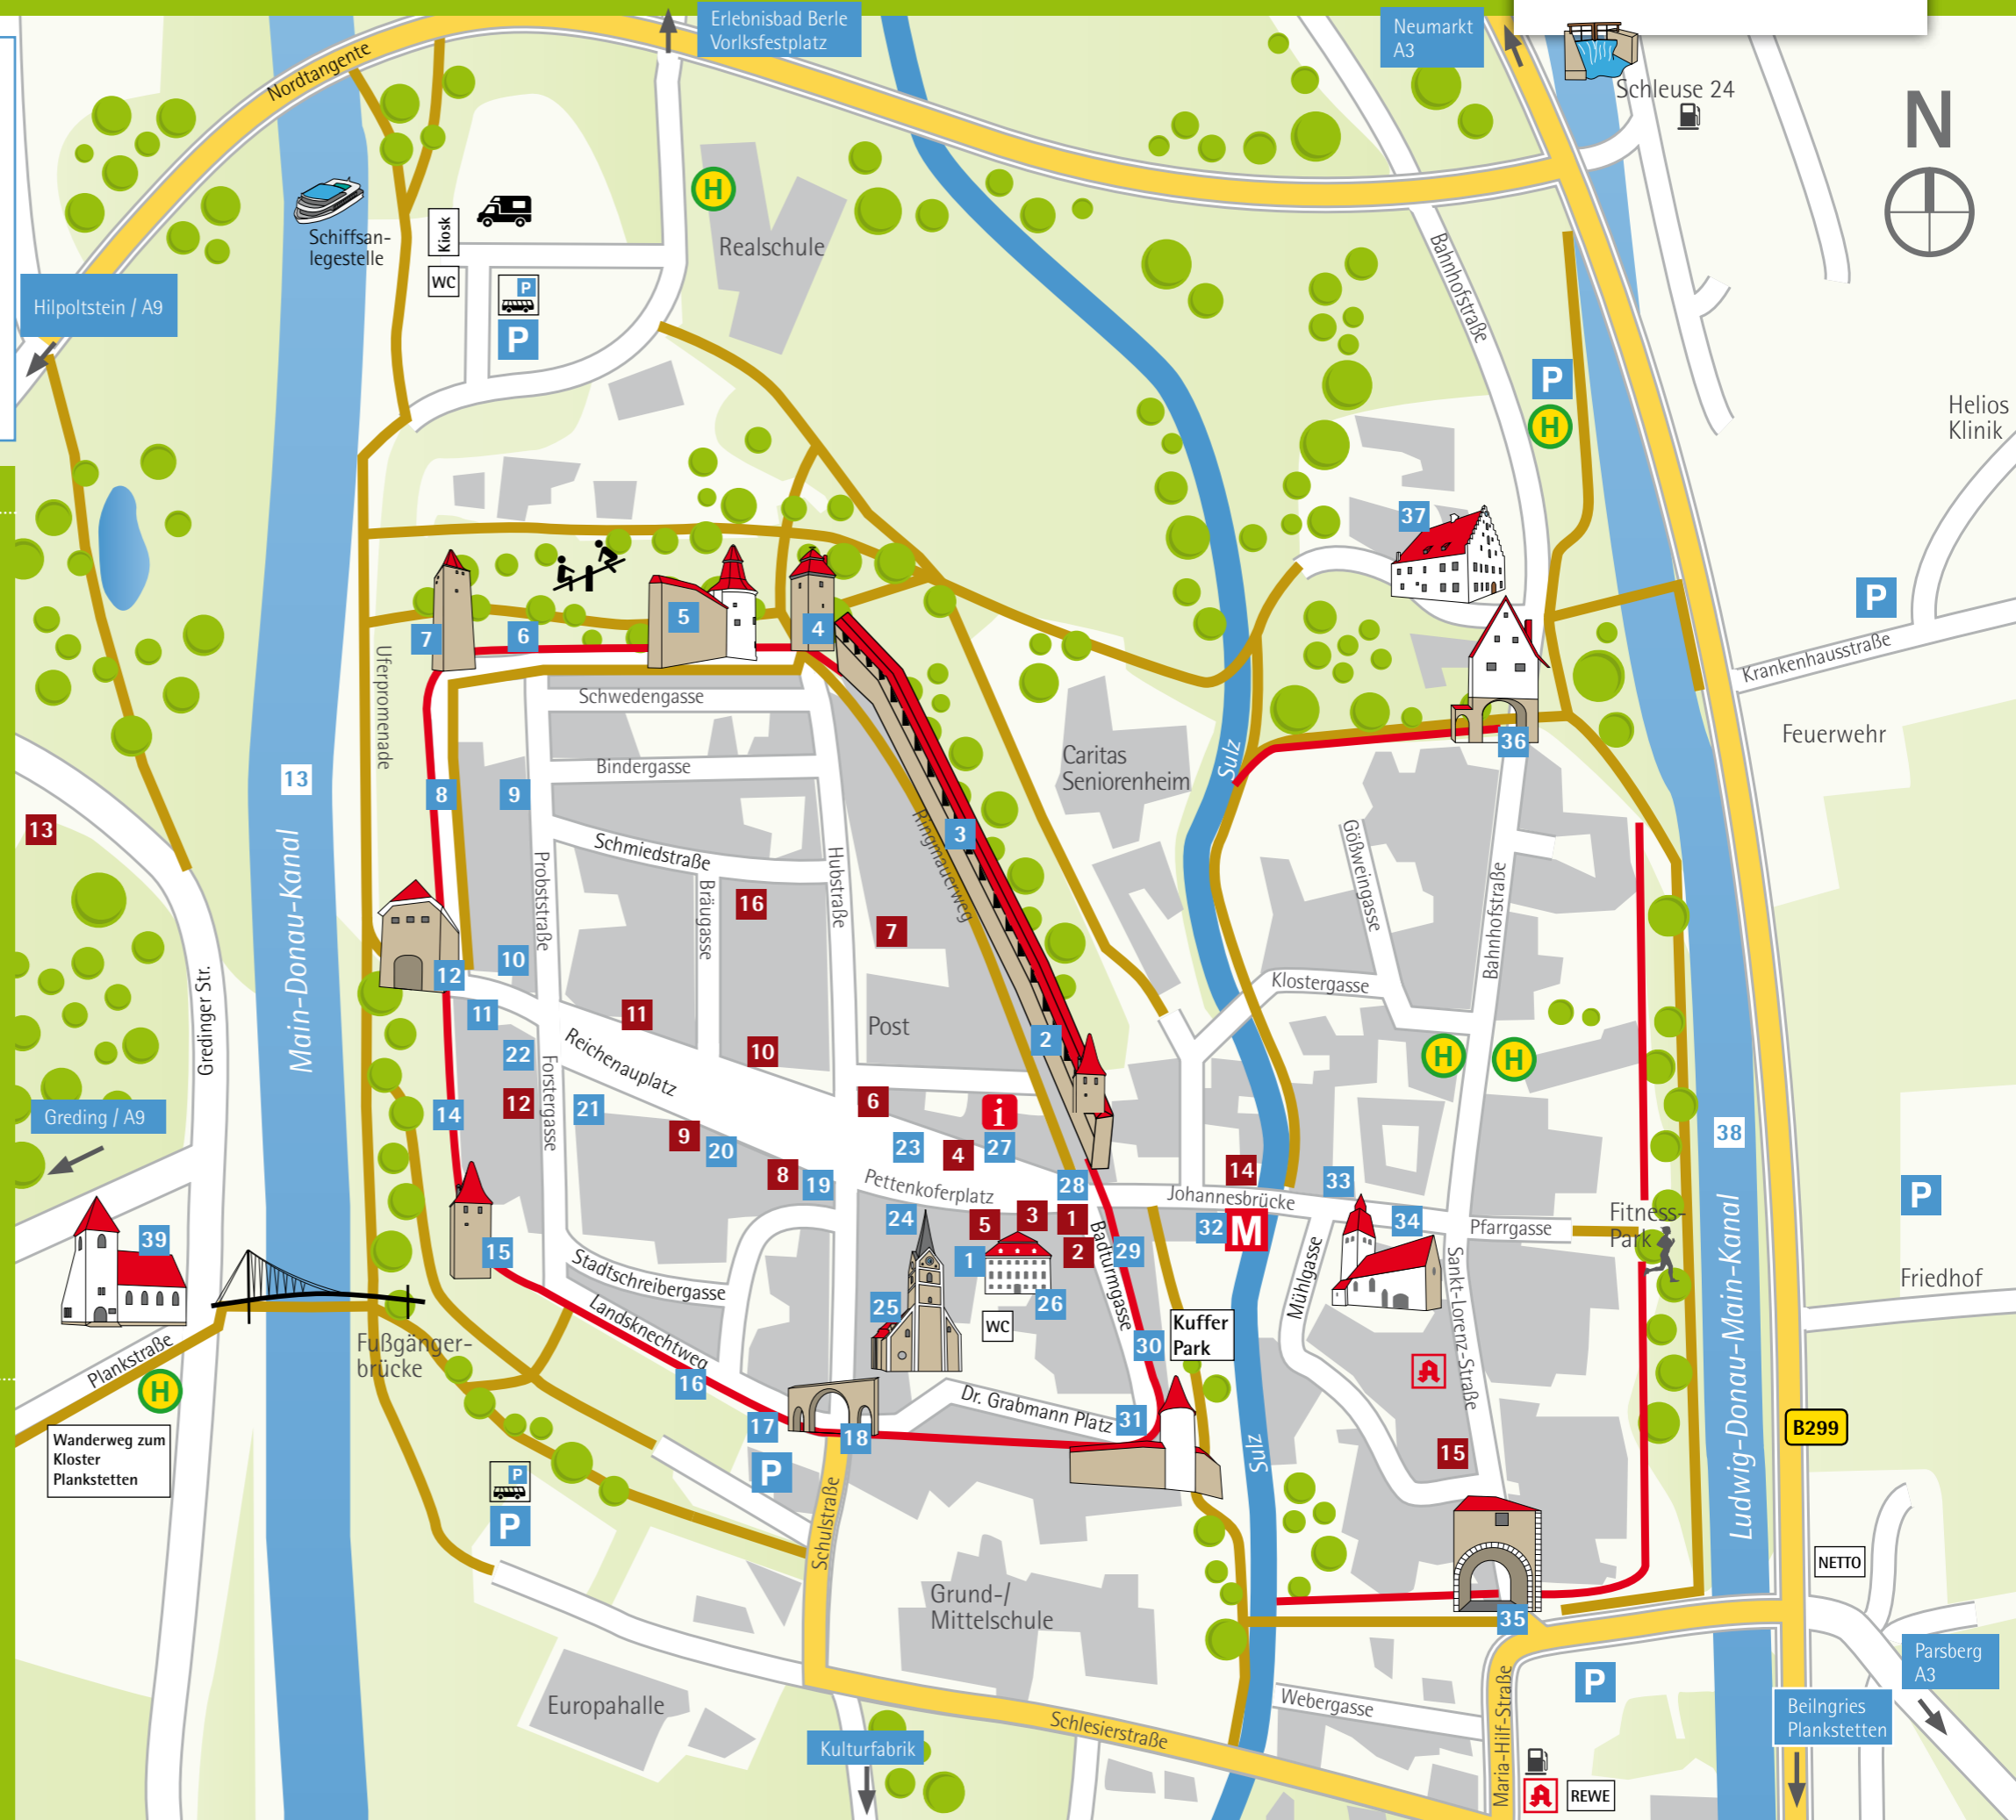 Erlebnisbad Berle
Vorlksfestplatz
Neumarkt
A3
Schleuse 24
N
Nordtangente
Schiffsan-
legestelle
Kiosk
WC
P
P
H
Realschule
Bahnhofstraße
Hilpoltstein / A9
P
H
Helios
Klinik
37
P
Krankenhausstraße
Feuerwehr
7
6
5
4
Uferpromenade
Schwedengasse
Bindergasse
Caritas
Seniorenheim
Sulz
36
13
8
9
13
Main-Donau-Kanal
Schmiedstraße
Probststraße
Bräugasse
Hubstraße
Ringmauerweg
3
Gößweingasse
Bahnhofstraße
16
7
12
10
11
11
Reichenauplatz
10
Post
2
Klostergasse
H
H
Gredinger Str.
22
12
Forstergasse
21
14
9
20
8
19
6
23
4
i
27
28
Pettenkoferplatz
Johannesbrücke
14
33
38
Greding / A9
P
39
15
Stadtschreibergasse
Landsknechtweg
24
5
3
1
1
2
29
Badturmgasse
32
M
34
Pfarrgasse
Fitness-
Park
Mühlgasse
Sankt-Lorenz-Straße
Friedhof
25
26
WC
30
Kuffer
Park
Fußgänger-
brücke
Plankstraße
H
Wanderweg zum
Kloster
Plankstetten
16
17
P
18
Dr. Grabmann Platz
31
Sulz
15
Ludwig-Donau-Main-Kanal
B299
P
P
Schulstraße
Grund-/
Mittelschule
35
NETTO
Parsberg
A3
Europahalle
Webergasse
P
Beilngries
Plankstetten
Schlesierstraße
Maria-Hilf-Straße
Kulturfabrik
REWE